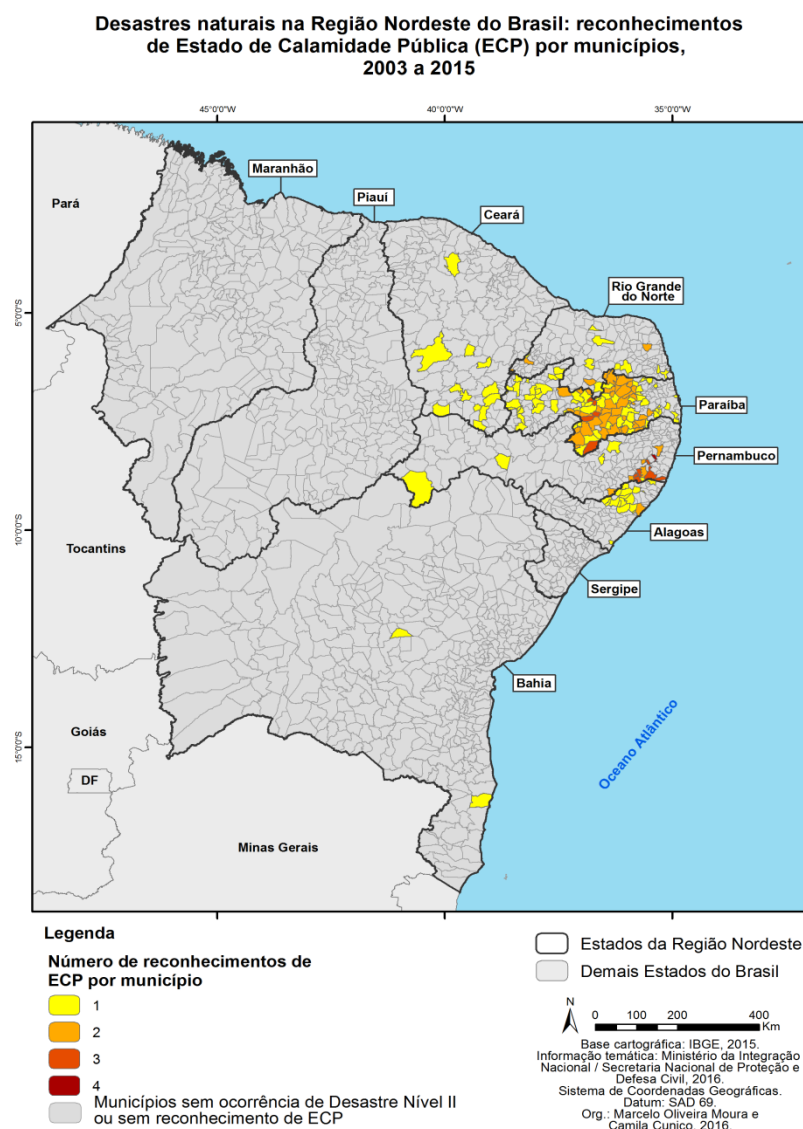 Desastres naturais na Região Nordeste do Brasil: reconhecimentos
de Estado de Calamidade Pública (ECP) por municípios,
2003 a 2015
45°0'0"W
40°0'0"W
35°0'0"W
Maranhão
Piauí
Pará
Ceará
Rio Grande
do Norte
5°0'0"S
Paraíba
Pernambuco
10°0'0"S
Alagoas
Tocantins
Sergipe
Bahia
Oceano Atlântico
Goiás
15°0'0"S
DF
Minas Gerais
Legenda
Número de reconhecimentos de
ECP por município
1
2
3
4
Municípios sem ocorrência de Desastre Nível II
ou sem reconhecimento de ECP
Estados da Região Nordeste
Demais Estados do Brasil
N
0 100 200 400
Km
Base cartográfica: IBGE, 2015.
Informação temática: Ministério da Integração
Nacional / Secretaria Nacional de Proteção e
Defesa Civil, 2016.
Sistema de Coordenadas Geográficas.
Datum: SAD 69.
Org.: Marcelo Oliveira Moura e
Camila Cunico, 2016.